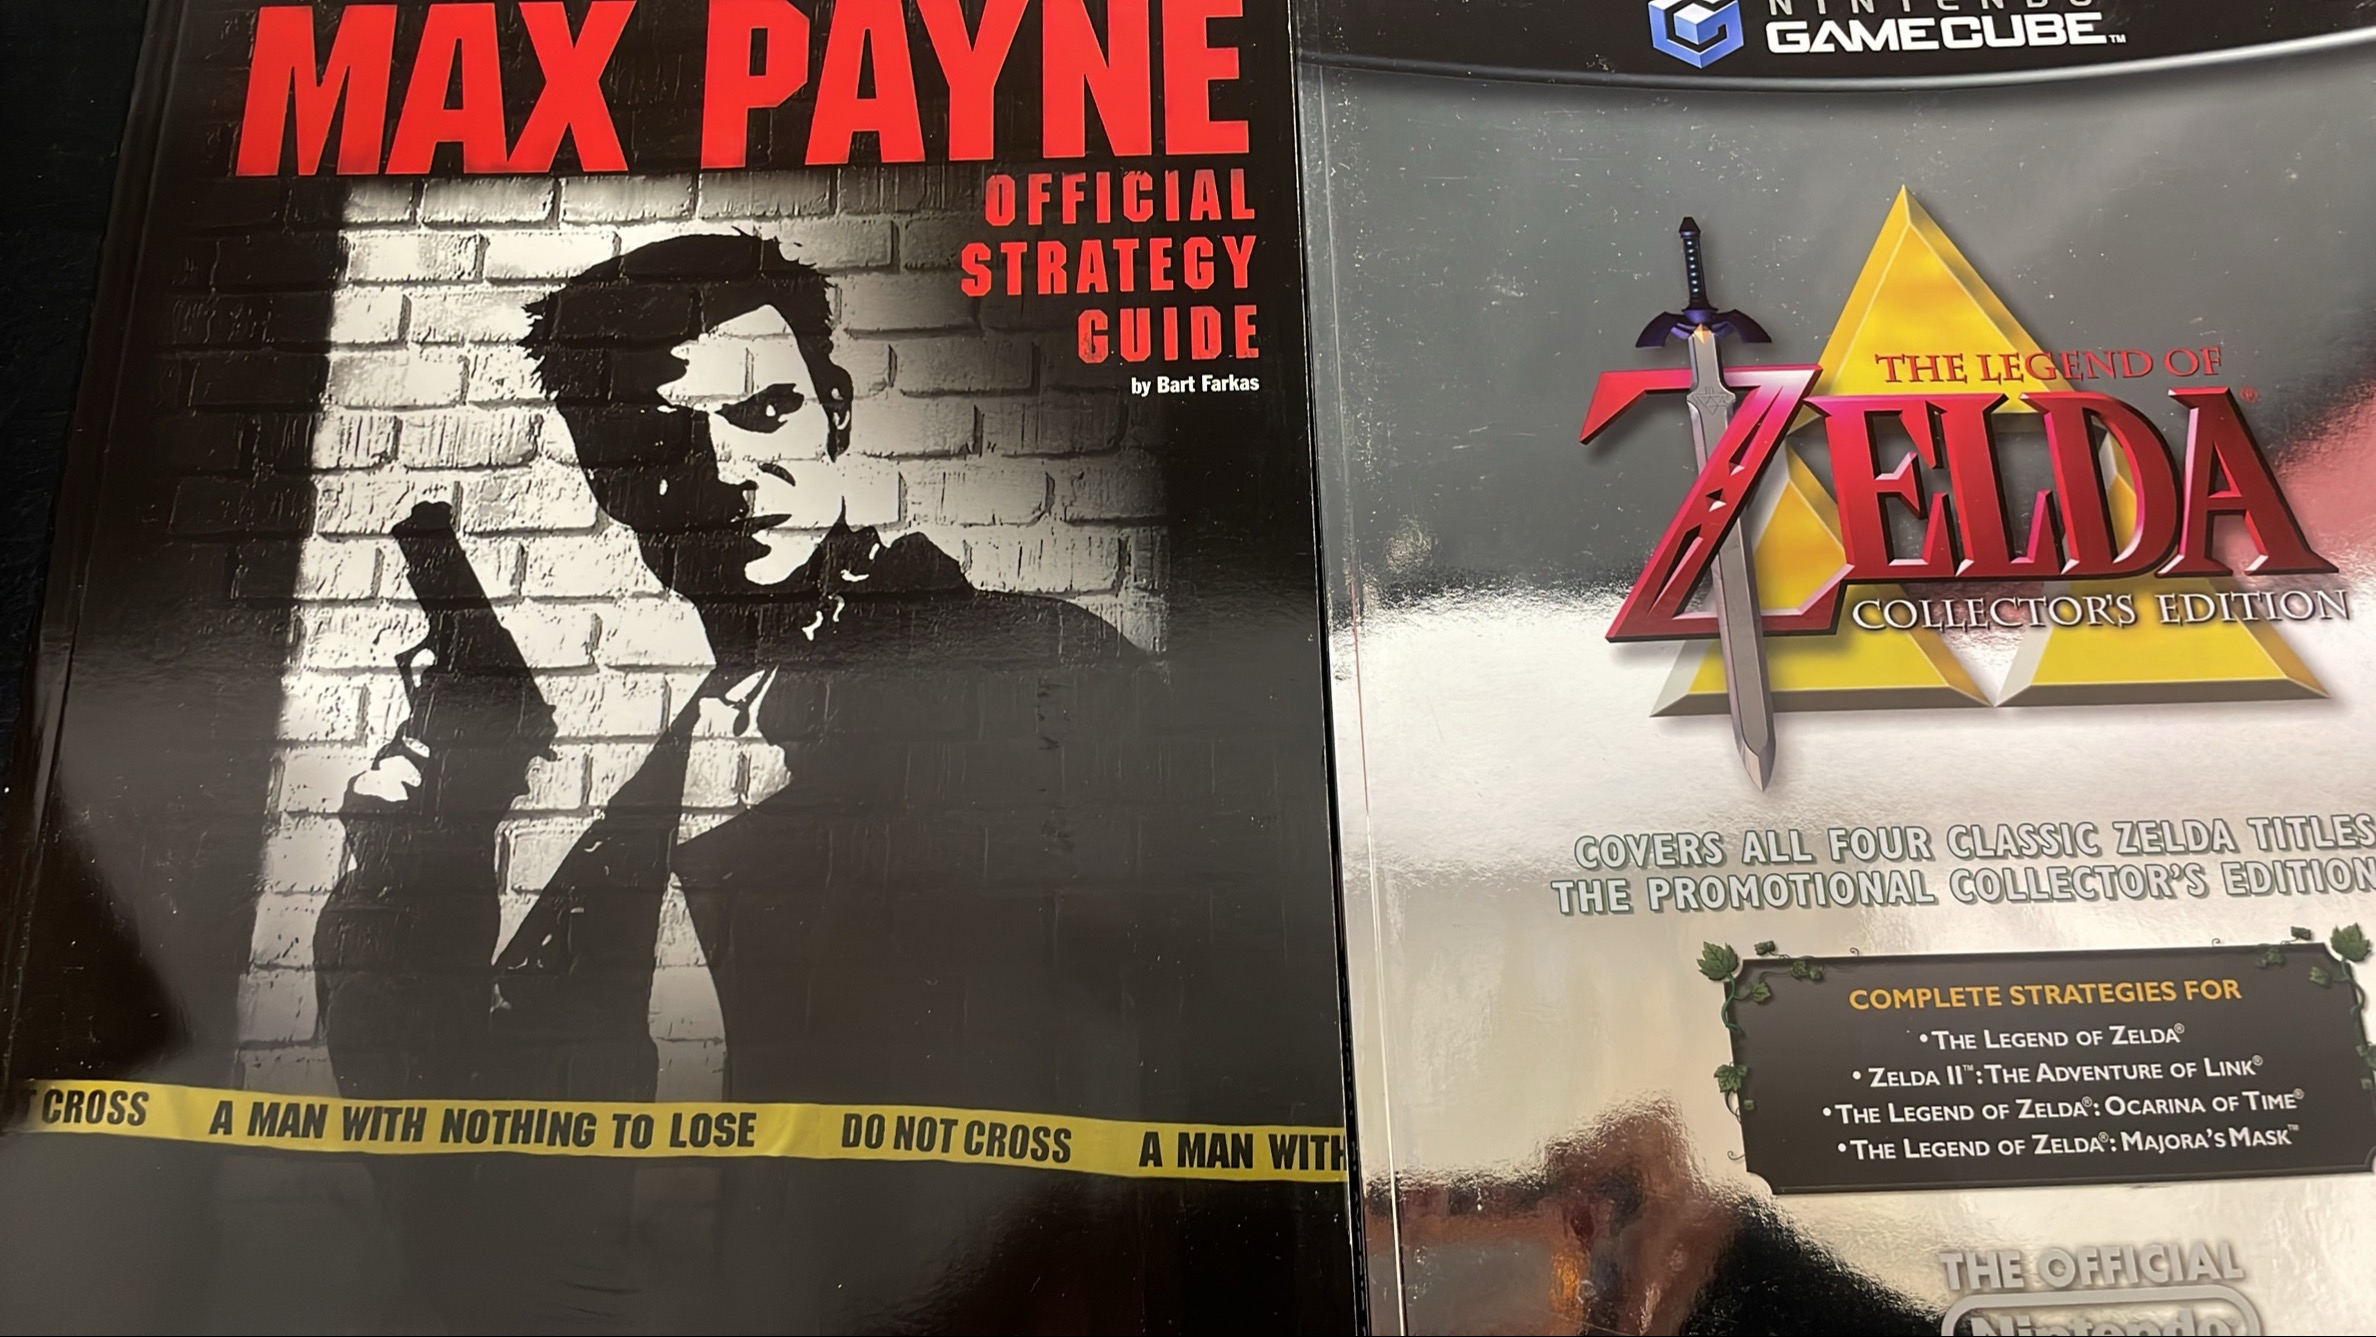 MAX PAYNE
OFFICIAL
STRATEGY
GUIDE
by Bart Farkas
CROSS A MAN WITH NOTHING TO LOSE DO NOT CROSS A MAN WITH
NINTENDO
GAMECUBE™
THE LEGEND OF
ZELDA®
COLLECTOR'S EDITION
COVERS ALL FOUR CLASSIC ZELDA TITLES
THE PROMOTIONAL COLLECTOR'S EDITION
COMPLETE STRATEGIES FOR
•THE LEGEND OF ZELDA®
• ZELDA II™: THE ADVENTURE OF LINK®
•THE LEGEND OF ZELDA®: OCARINA OF TIME®
•THE LEGEND OF ZELDA®: MAJORA'S MASK™
THE OFFICIAL
Nintendo